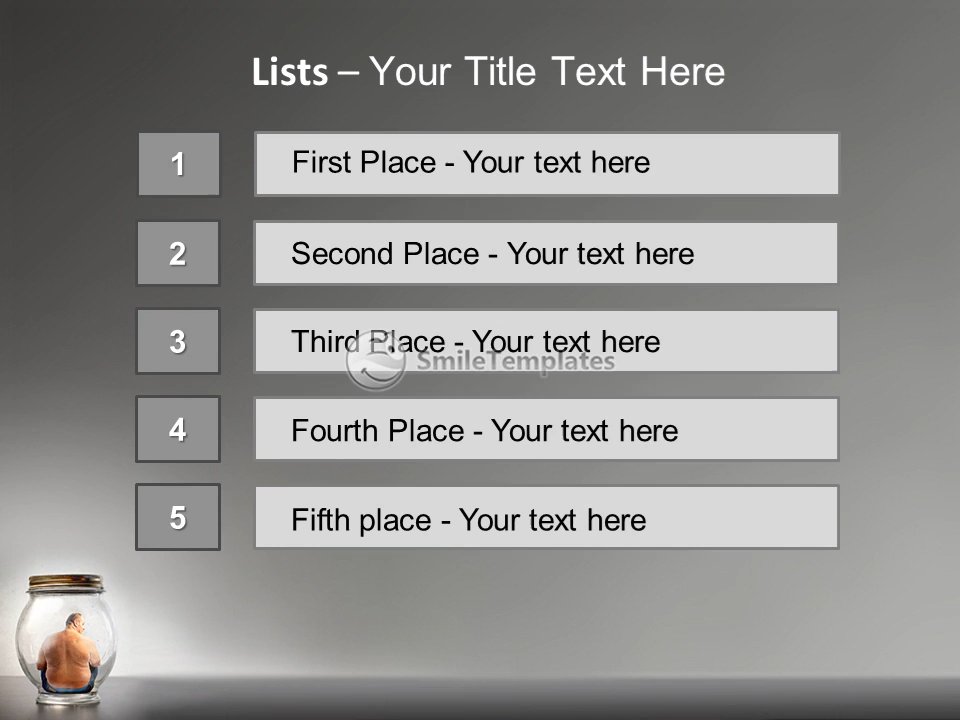 Lists – Your Title Text Here
1 First Place - Your text here
2 Second Place - Your text here
3 Third Place - Your text here
SmileTemplates
4 Fourth Place - Your text here
5 Fifth place - Your text here